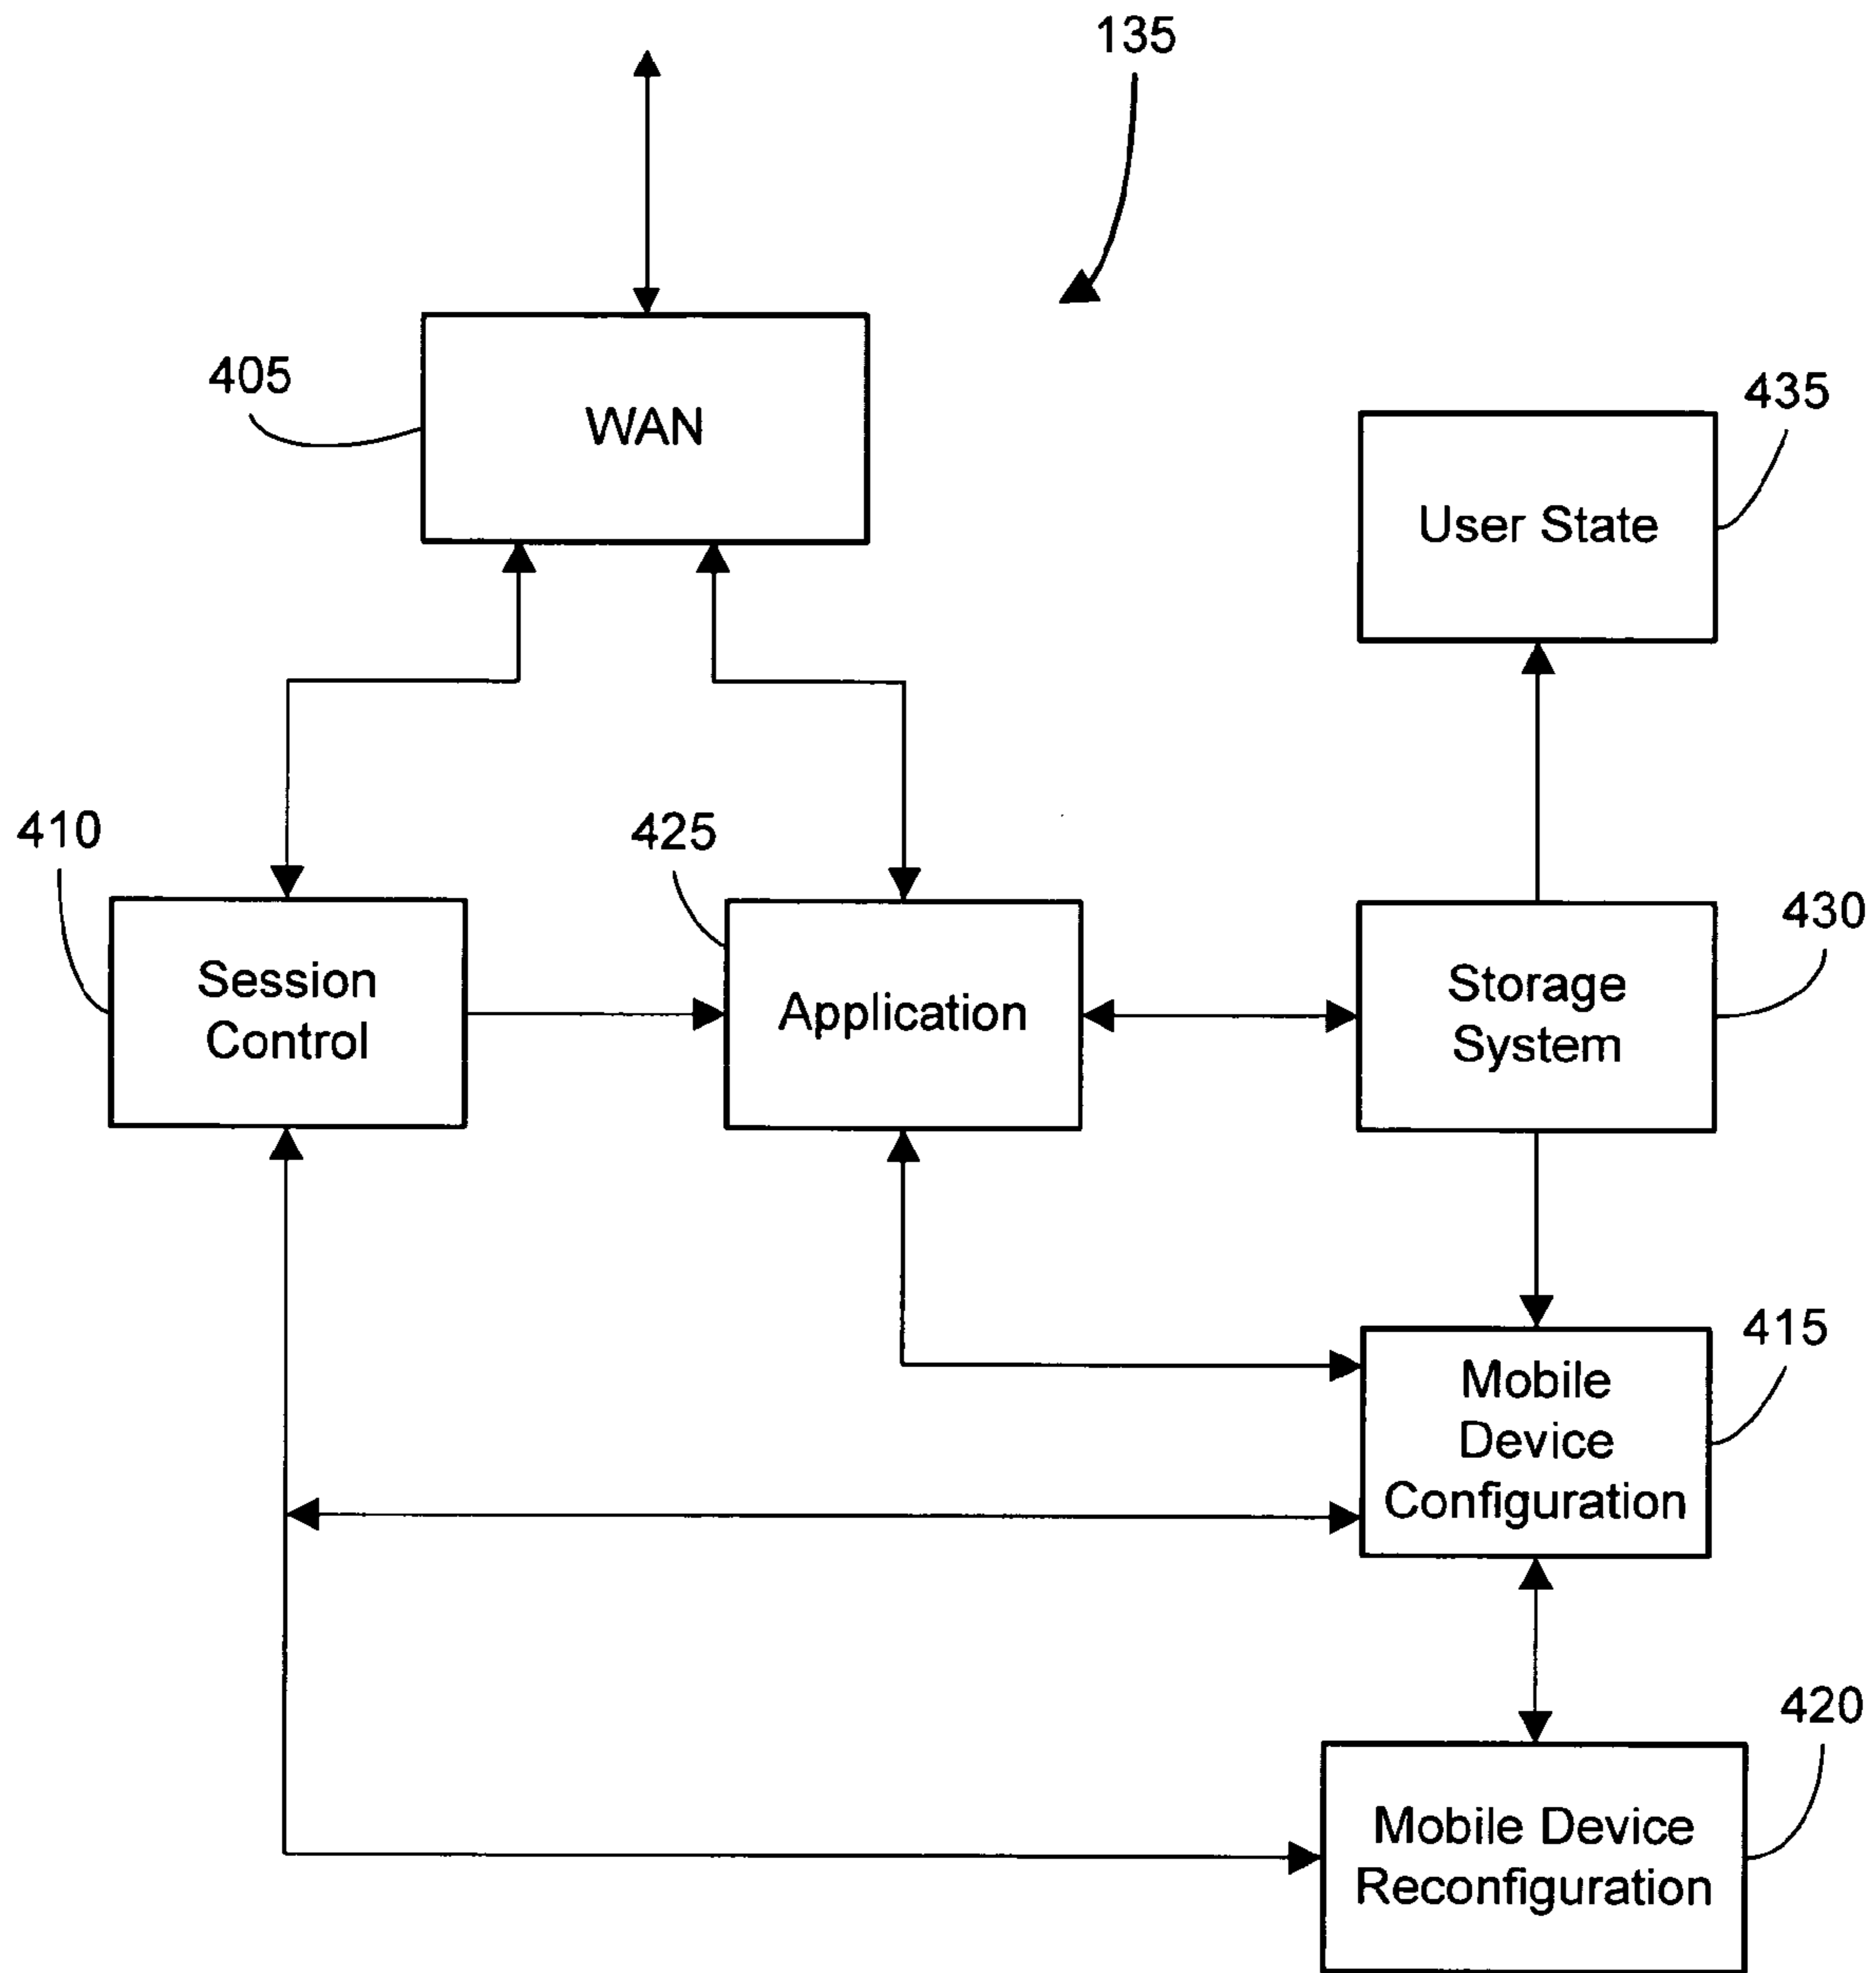 135
405
WAN
435
User State
410
425
430
Session
Control
Application
Storage
System
415
Mobile
Device
Configuration
420
Mobile Device
Reconfiguration